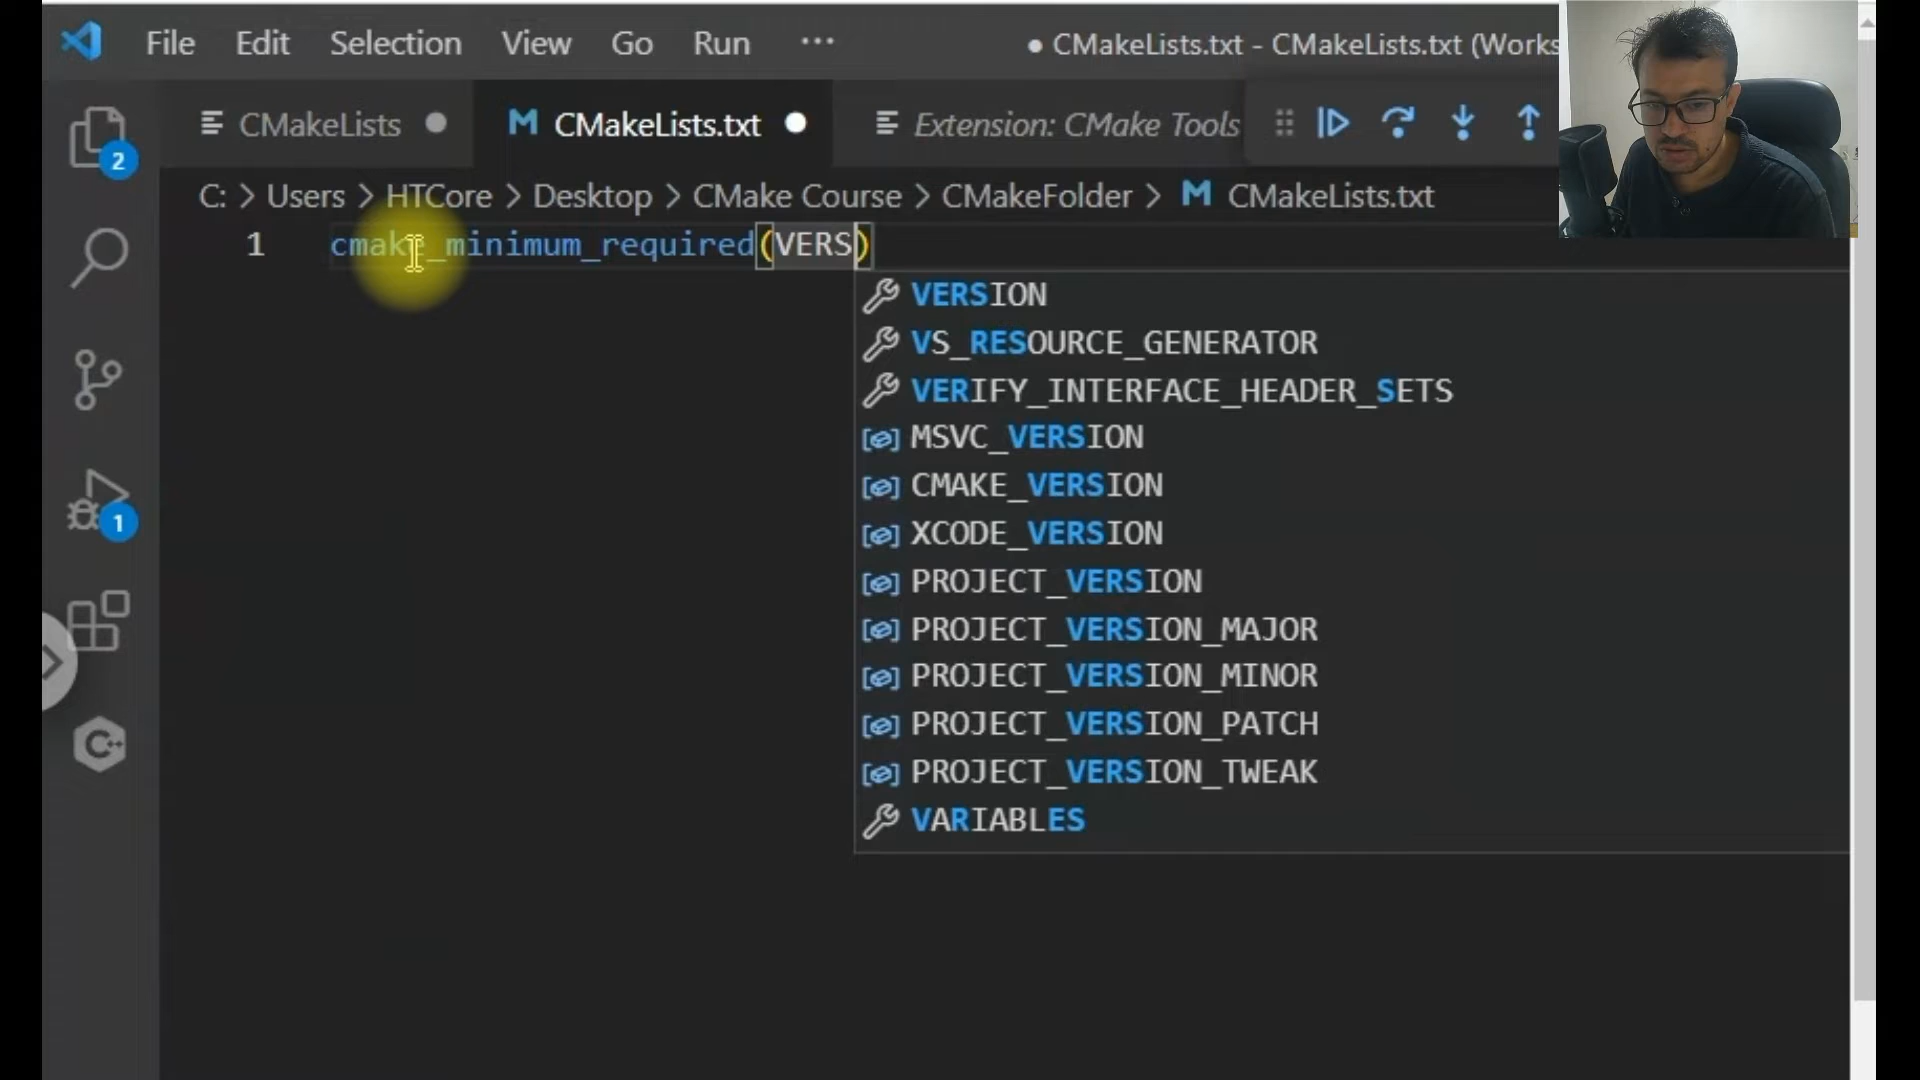 File Edit Selection View Go Run ··· ● CMakeLists.txt - CMakeLists.txt (Works
CMakeLists CMakeLists.txt Extension: CMake Tools
C: > Users > HTCore > Desktop > CMake Course > CMakeFolder > CMakeLists.txt
1 cmake_minimum_required(VERS)
VERSION
VS_RESOURCE_GENERATOR
VERIFY_INTERFACE_HEADER_SETS
MSVC_VERSION
CMAKE_VERSION
XCODE_VERSION
PROJECT_VERSION
PROJECT_VERSION_MAJOR
PROJECT_VERSION_MINOR
PROJECT_VERSION_PATCH
PROJECT_VERSION_TWEAK
VARIABLES
2
1
C++